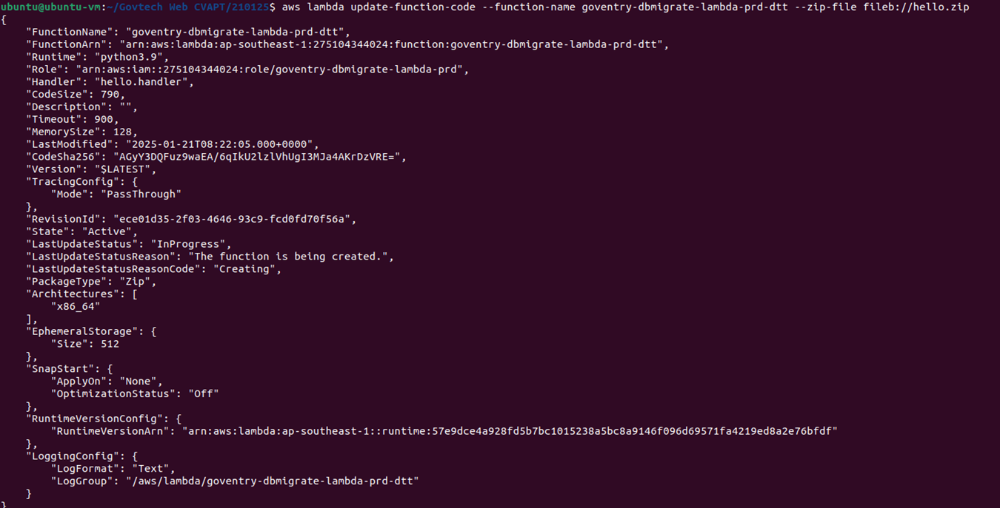 ubuntu@ubuntu-vm:~/Govtech Web CVAPT/210125$ aws lambda update-function-code --function-name goventry-dbmigrate-lambda-prd-dtt --zip-file fileb://hello.zip
{
    "FunctionName": "goventry-dbmigrate-lambda-prd-dtt",
    "FunctionArn": "arn:aws:lambda:ap-southeast-1:275104344024:function:goventry-dbmigrate-lambda-prd-dtt",
    "Runtime": "python3.9",
    "Role": "arn:aws:iam::275104344024:role/goventry-dbmigrate-lambda-prd",
    "Handler": "hello.handler",
    "CodeSize": 790,
    "Description": "",
    "Timeout": 900,
    "MemorySize": 128,
    "LastModified": "2025-01-21T08:22:05.000+0000",
    "CodeSha256": "AGyY3DQFuz9waEA/6qIkU2lzlVhUgI3MJa4AKrDzVRE=",
    "Version": "$LATEST",
    "TracingConfig": {
        "Mode": "PassThrough"
    },
    "RevisionId": "ece01d35-2f03-4646-93c9-fcd0fd70f56a",
    "State": "Active",
    "LastUpdateStatus": "InProgress",
    "LastUpdateStatusReason": "The function is being created.",
    "LastUpdateStatusReasonCode": "Creating",
    "PackageType": "Zip",
    "Architectures": [
        "x86_64"
    ],
    "EphemeralStorage": {
        "Size": 512
    },
    "SnapStart": {
        "ApplyOn": "None",
        "OptimizationStatus": "Off"
    },
    "RuntimeVersionConfig": {
        "RuntimeVersionArn": "arn:aws:lambda:ap-southeast-1::runtime:57e9dce4a928fd5b7bc1015238a5bc8a9146f096d69571fa4219ed8a2e76bfdf"
    },
    "LoggingConfig": {
        "LogFormat": "Text",
        "LogGroup": "/aws/lambda/goventry-dbmigrate-lambda-prd-dtt"
    }
}